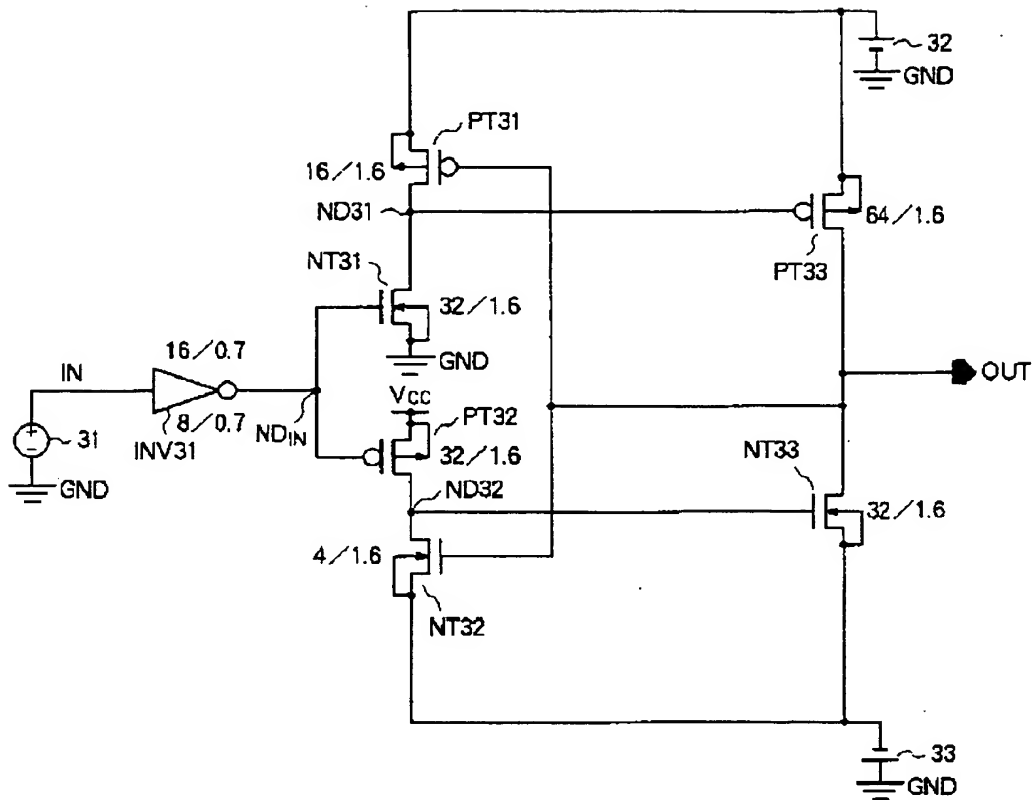 32
GND
PT31
16/1.6
ND31
64/1.6
PT33
NT31
32/1.6
GND
16/0.7
IN
VCC
OUT
PT32
8/0.7
NDIN
31
INV31
32/1.6
NT33
GND
ND32
32/1.6
4/1.6
NT32
33
GND